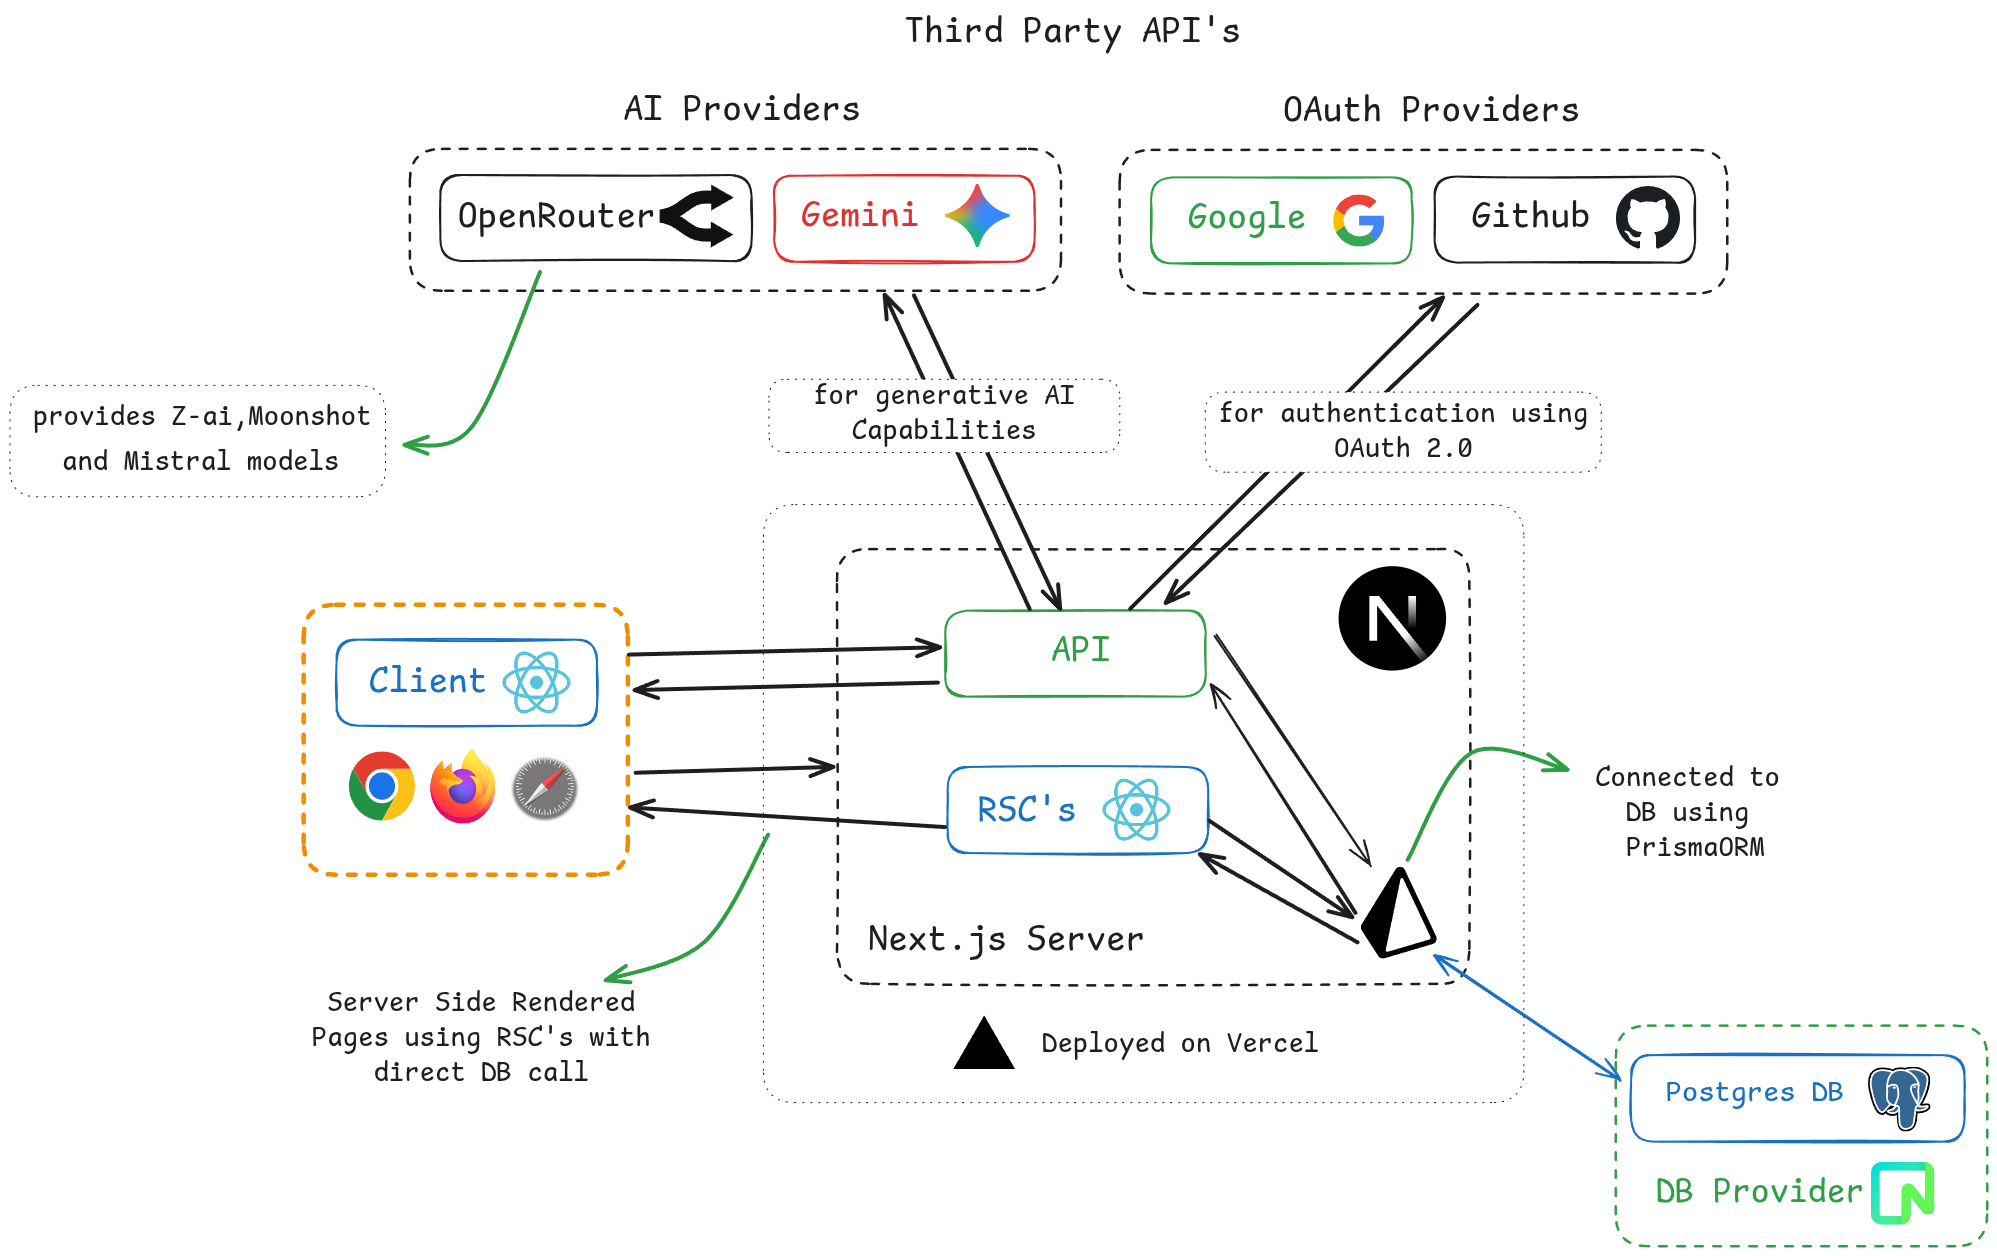 Third Party API's
AI Providers
OAuth Providers
OpenRouter
Gemini
Google
Github
provides Z-ai,Moonshot
and Mistral models
for generative AI
Capabilities
for authentication using
OAuth 2.0
Client
API
RSC's
Connected to
DB using
PrismaORM
Next.js Server
Server Side Rendered
Pages using RSC's with
direct DB call
Deployed on Vercel
Postgres DB
DB Provider